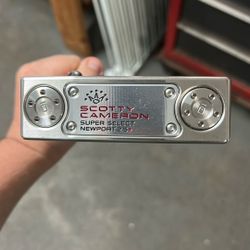 SCOTTY
CAMERON
SUPER SELECT
NEWPORT 2.5+